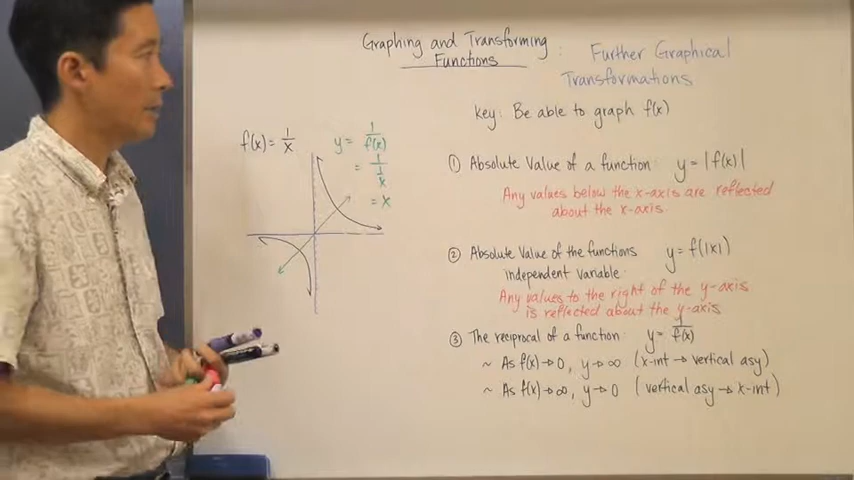 Graphing and Transforming
Functions
: Further Graphical
Transformations
Key: Be able to graph f(x)
f(x) = 1/x
y = 1/f(x)
= 1/(1/x)
= x
① Absolute Value of a function: y = |f(x)|
Any values below the x-axis are reflected
about the x-axis.
② Absolute Value of the functions y = f(|x|)
independent variable:
Any values to the right of the y-axis
is reflected about the y-axis
③ The reciprocal of a function: y = 1/f(x)
~ As f(x)→0, y→∞ (x-int → vertical asy)
~ As f(x)→∞, y→0 (vertical asy → x-int)